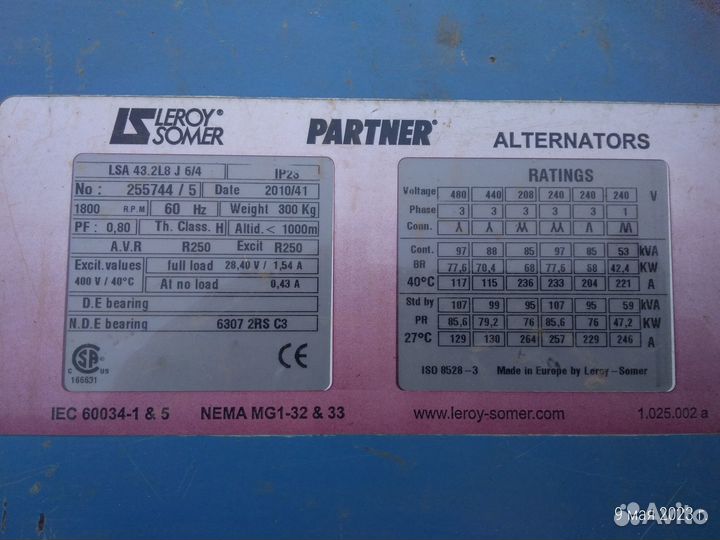 LS LEROY® SOMER
PARTNER®
ALTERNATORS
LSA 43.2L8 J 6/4 IP23
No : 255744 / 5 Date 2010/41
1800 R.P.M 60 Hz Weight 300 Kg
PF : 0,80 Th. Class. H Altid.< 1000m
A.V.R R250 Excit R250
Excit.values full load 28,40 V / 1,54 A
400 V / 40°C At no load 0,43 A
D.E bearing
N.D.E bearing 6307 2RS C3
C SA US
166631
CE
RATINGS
Voltage 480 440 208 240 240 240 V
Phase 3 3 3 3 3 1
Conn.
Cont. 97 88 85 97 85 53 kVA
BR 77,6 70,4 68 77,6 68 42,4 KW
40°C 117 115 236 233 204 221 A
Std by 107 99 95 107 95 59 kVA
PR 85,6 79,2 76 85,6 76 47,2 KW
27°C 129 130 264 257 229 246 A
ISO 8528-3 Made in Europe by Leroy-Somer
IEC 60034-1 & 5 NEMA MG1-32 & 33 www.leroy-somer.com 1.025.002 a
9 мая 2023 г
Avito